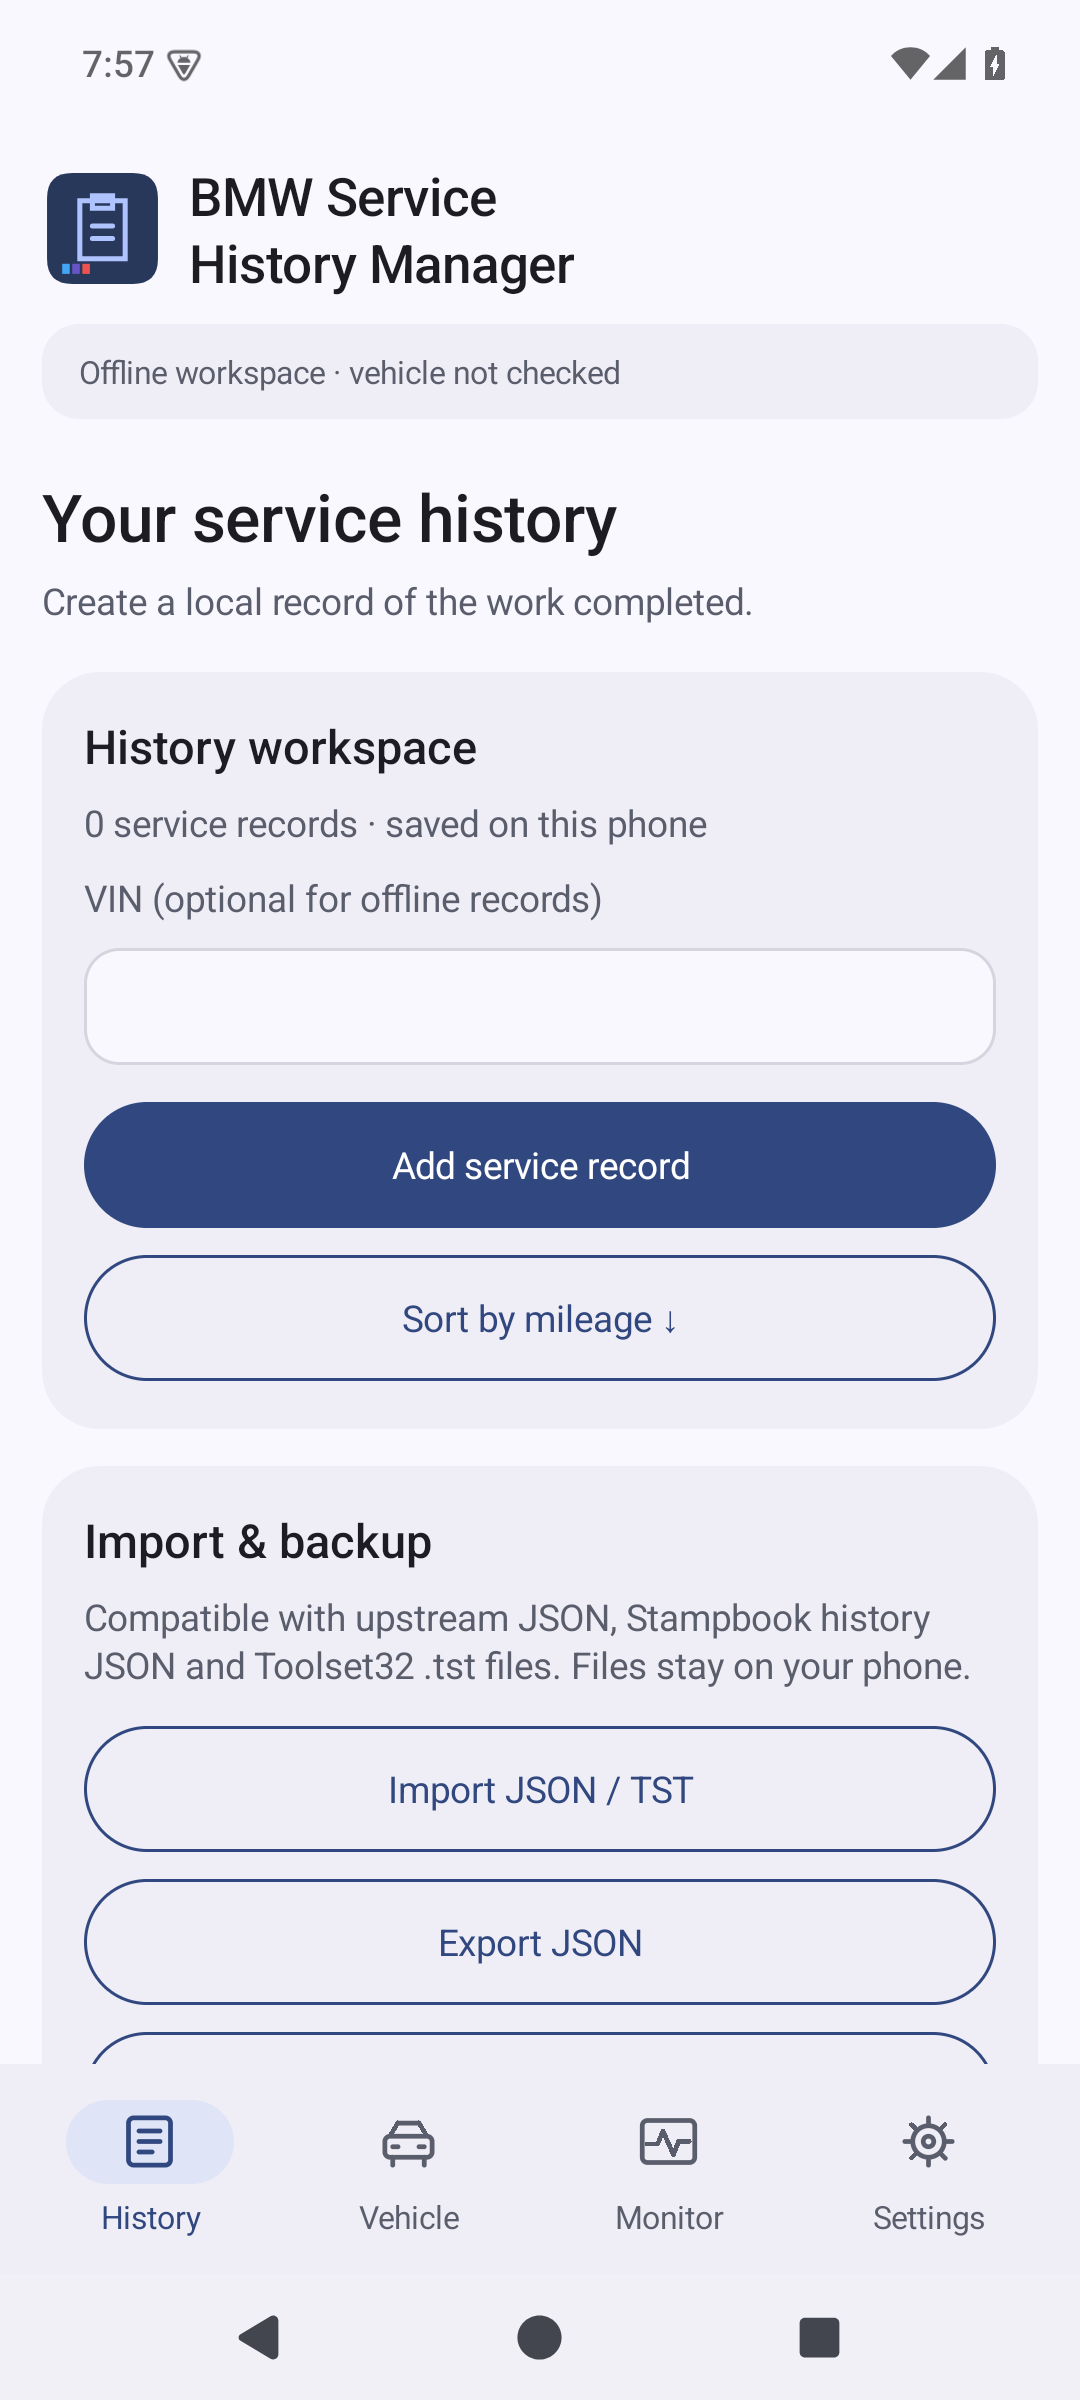 7:57
BMW Service
History Manager
Offline workspace · vehicle not checked
Your service history
Create a local record of the work completed.
History workspace
0 service records · saved on this phone
VIN (optional for offline records)
Add service record
Sort by mileage ↓
Import & backup
Compatible with upstream JSON, Stampbook history
JSON and Toolset32 .tst files. Files stay on your phone.
Import JSON / TST
Export JSON
History
Vehicle
Monitor
Settings